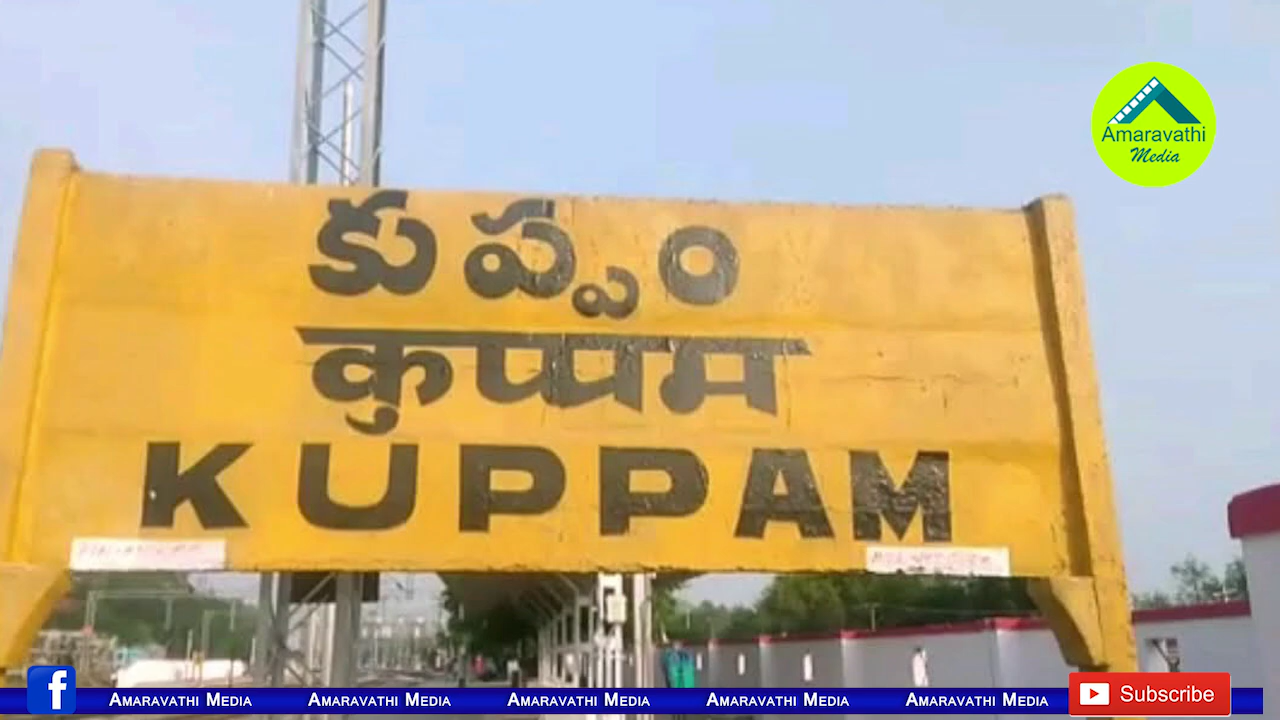 Amaravathi
Media
కుప్పం
कुप्पम
KUPPAM
f Amaravathi Media Amaravathi Media Amaravathi Media Amaravathi Media Amaravathi Media Subscribe